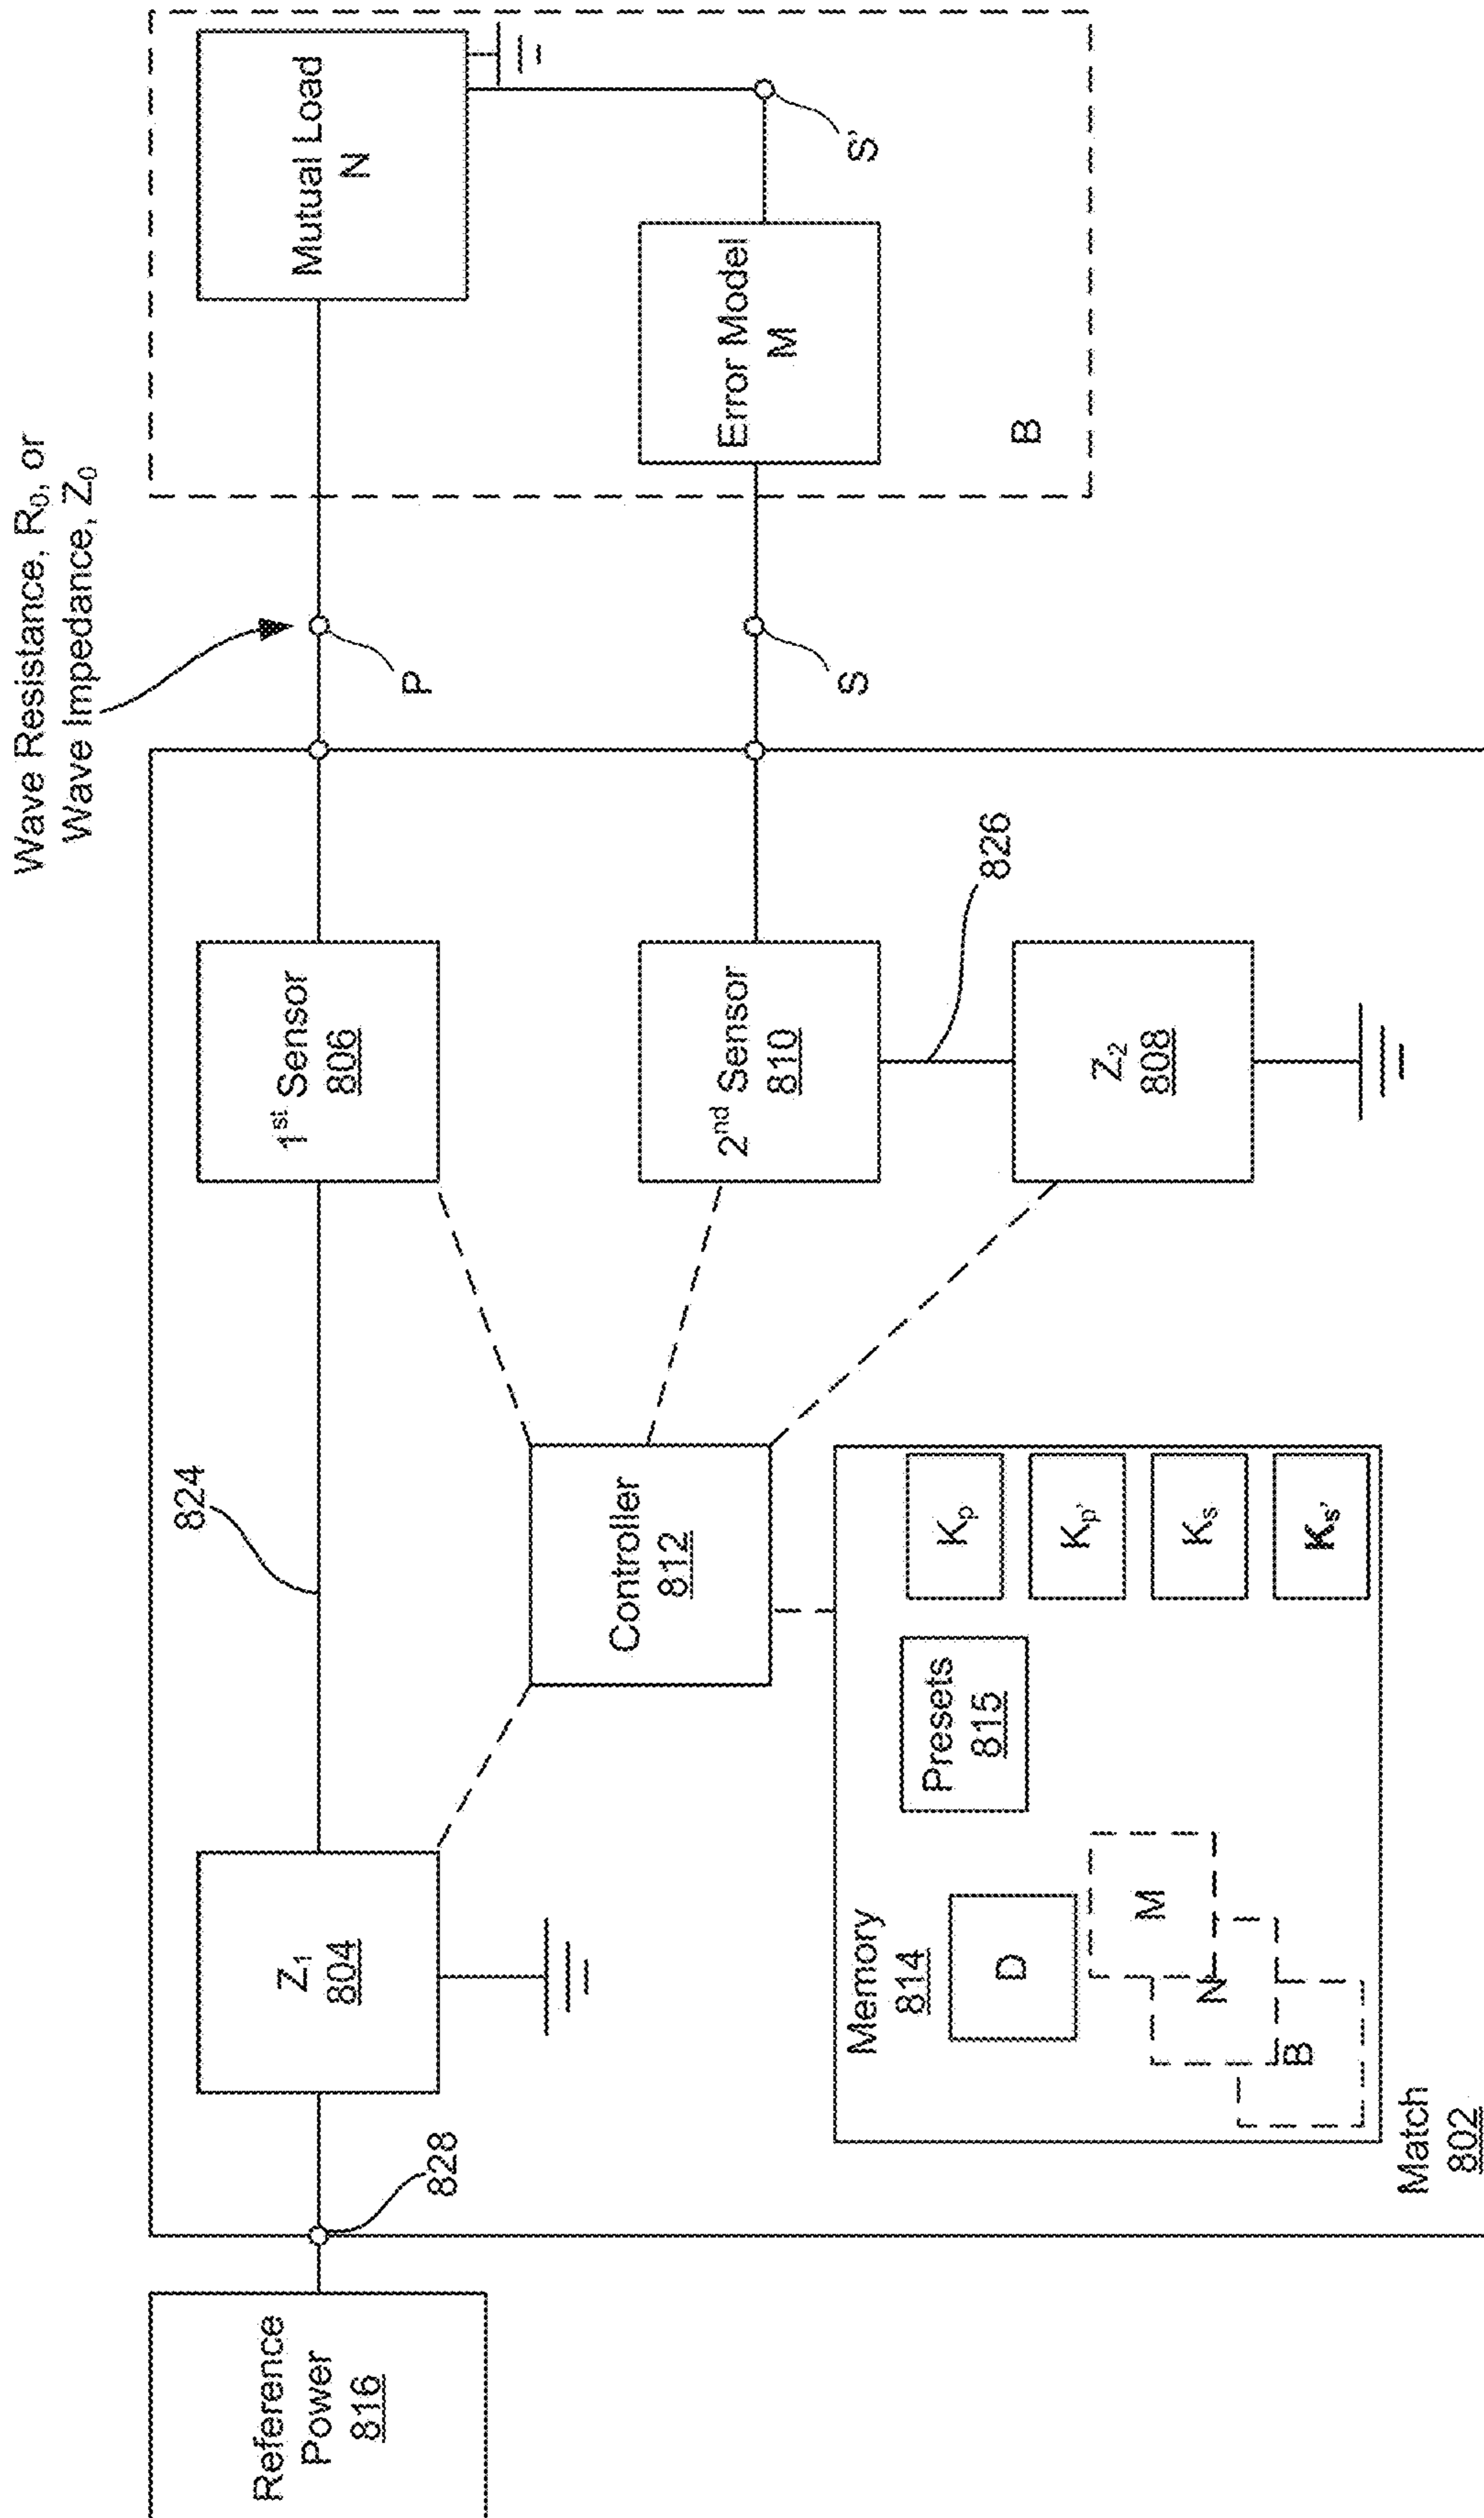 Wave Resistance, R₀, or
Wave Impedance, Z₀
Reference
Power
816
828
Z₁
804
824
1st Sensor
806
P
Mutual Load
N
Controller
812
2nd Sensor
810
S
Error Model
M
S'
826
Z₂
808
B
Memory
814
D
M
N
B
Presets
815
Kₚ
Kₚ'
Kₛ
Kₛ'
Match
802